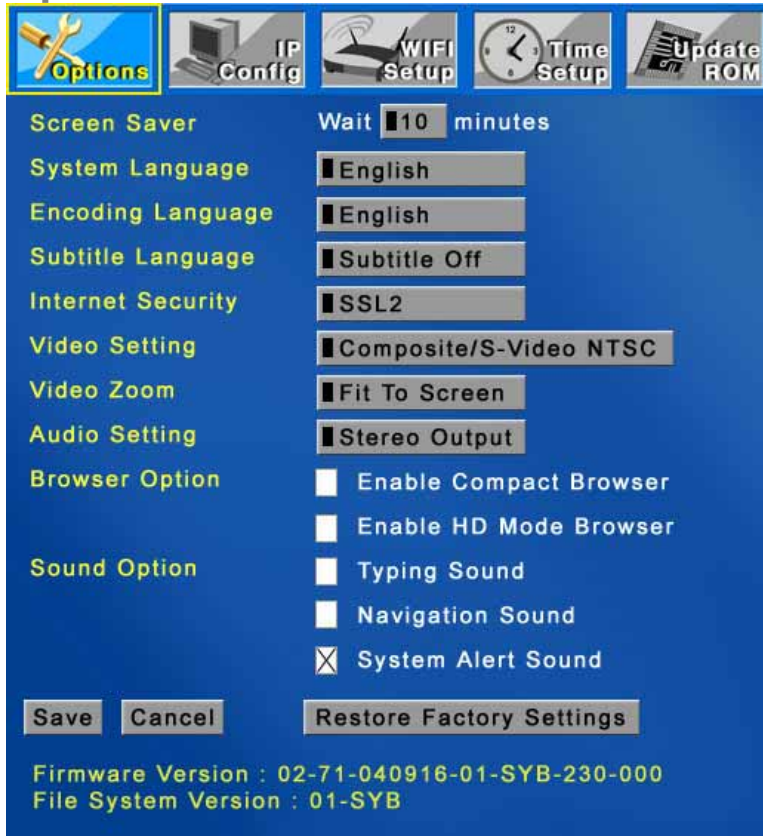 Options
IP
Config
WIFI
Setup
12
Time
Setup
Update
ROM
Screen Saver Wait 10 minutes
System Language English
Encoding Language English
Subtitle Language Subtitle Off
Internet Security SSL2
Video Setting Composite/S-Video NTSC
Video Zoom Fit To Screen
Audio Setting Stereo Output
Browser Option Enable Compact Browser
Enable HD Mode Browser
Sound Option Typing Sound
Navigation Sound
System Alert Sound
Save Cancel Restore Factory Settings
Firmware Version : 02-71-040916-01-SYB-230-000
File System Version : 01-SYB